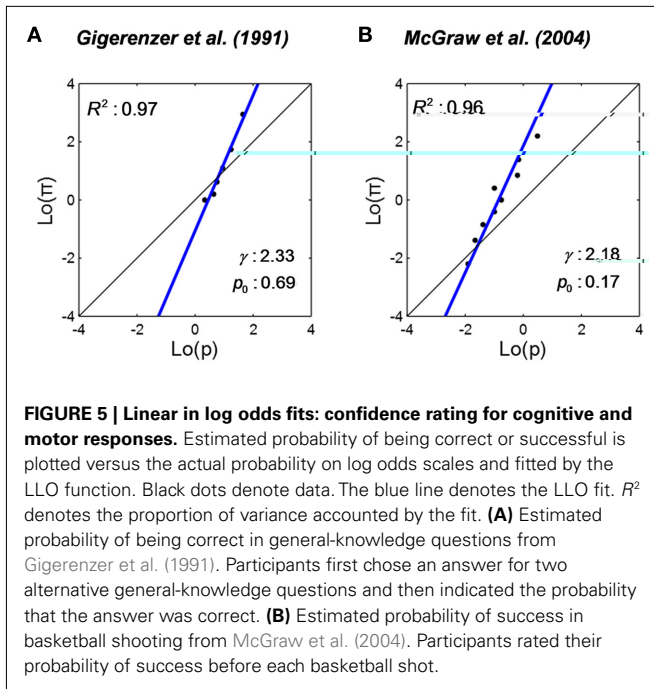 A Gigerenzer et al. (1991)
B McGraw et al. (2004)
4
2
0
-2
-4
-4 -2 0 2 4
Lo(π)
Lo(p)
R² : 0.97
γ : 2.33
p₀ : 0.69
4
2
0
-2
-4
-4 -2 0 2 4
Lo(π)
Lo(p)
R² : 0.96
γ : 2.18
p₀ : 0.17
FIGURE 5 | Linear in log odds fits: confidence rating for cognitive and
motor responses. Estimated probability of being correct or successful is
plotted versus the actual probability on log odds scales and fitted by the
LLO function. Black dots denote data. The blue line denotes the LLO fit. R²
denotes the proportion of variance accounted by the fit. (A) Estimated
probability of being correct in general-knowledge questions from
Gigerenzer et al. (1991). Participants first chose an answer for two
alternative general-knowledge questions and then indicated the probability
that the answer was correct. (B) Estimated probability of success in
basketball shooting from McGraw et al. (2004). Participants rated their
probability of success before each basketball shot.